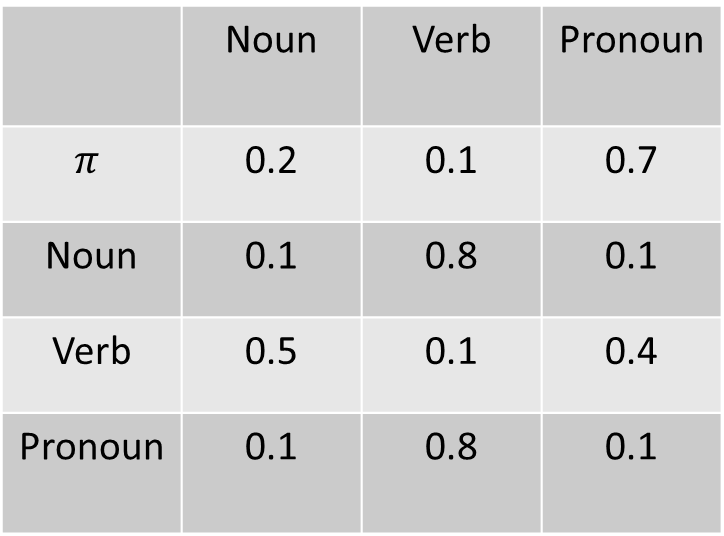 Noun Verb Pronoun
𝜋 0.2 0.1 0.7
Noun 0.1 0.8 0.1
Verb 0.5 0.1 0.4
Pronoun 0.1 0.8 0.1